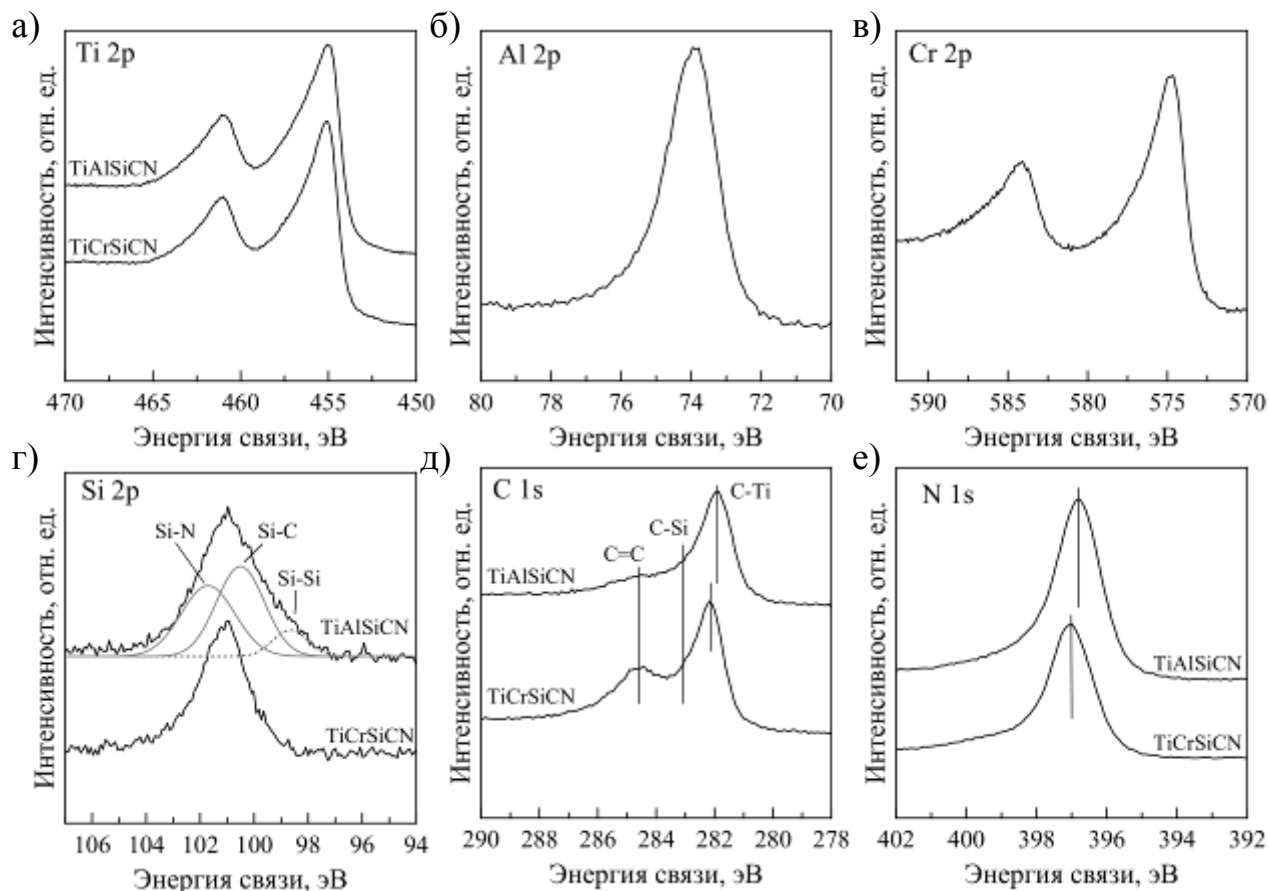 а)
Ti 2p
TiAlSiCN
TiCrSiCN
Интенсивность, отн. ед.
470 465 460 455 450
Энергия связи, эВ
б)
Al 2p
Интенсивность, отн. ед.
80 78 76 74 72 70
Энергия связи, эВ
в)
Cr 2p
Интенсивность, отн. ед.
590 585 580 575 570
Энергия связи, эВ
г)
Si 2p
Si-N
Si-C
Si-Si
TiAlSiCN
TiCrSiCN
Интенсивность, отн. ед.
106 104 102 100 98 96 94
Энергия связи, эВ
д)
C 1s
C-Ti
C-Si
C=C
TiAlSiCN
TiCrSiCN
Интенсивность, отн. ед.
290 288 286 284 282 280 278
Энергия связи, эВ
е)
N 1s
TiAlSiCN
TiCrSiCN
Интенсивность, отн. ед.
402 400 398 396 394 392
Энергия связи, эВ